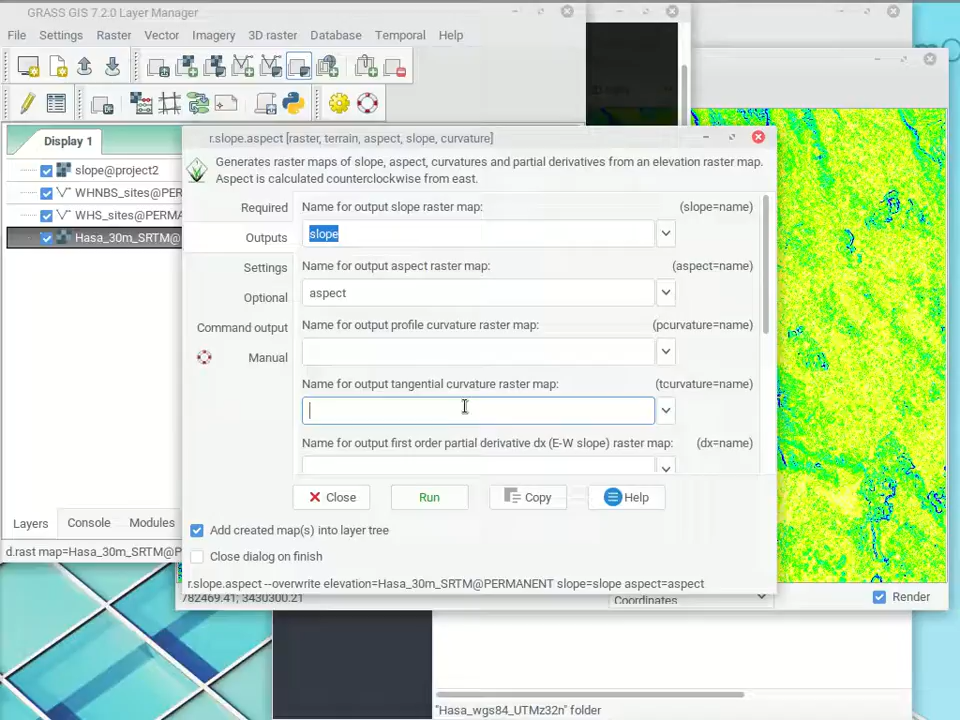 GRASS GIS 7.2.0 Layer Manager
File Settings Raster Vector Imagery 3D raster Database Temporal Help
Display 1
slope@project2
WHNBS_sites@PER
WHS_sites@PERMA
Hasa_30m_SRTM@
Layers Console Modules
d.rast map=Hasa_30m_SRTM@P
r.slope.aspect [raster, terrain, aspect, slope, curvature]
Generates raster maps of slope, aspect, curvatures and partial derivatives from an elevation raster map.
Aspect is calculated counterclockwise from east.
Required
Outputs
Settings
Optional
Command output
Manual
Name for output slope raster map: (slope=name)
slope
Name for output aspect raster map: (aspect=name)
aspect
Name for output profile curvature raster map: (pcurvature=name)
Name for output tangential curvature raster map: (tcurvature=name)
Name for output first order partial derivative dx (E-W slope) raster map: (dx=name)
Close Run Copy Help
Add created map(s) into layer tree
Close dialog on finish
r.slope.aspect --overwrite elevation=Hasa_30m_SRTM@PERMANENT slope=slope aspect=aspect
782469.41; 3430300.21
Coordinates
Render
"Hasa_wgs84_UTMz32n" folder